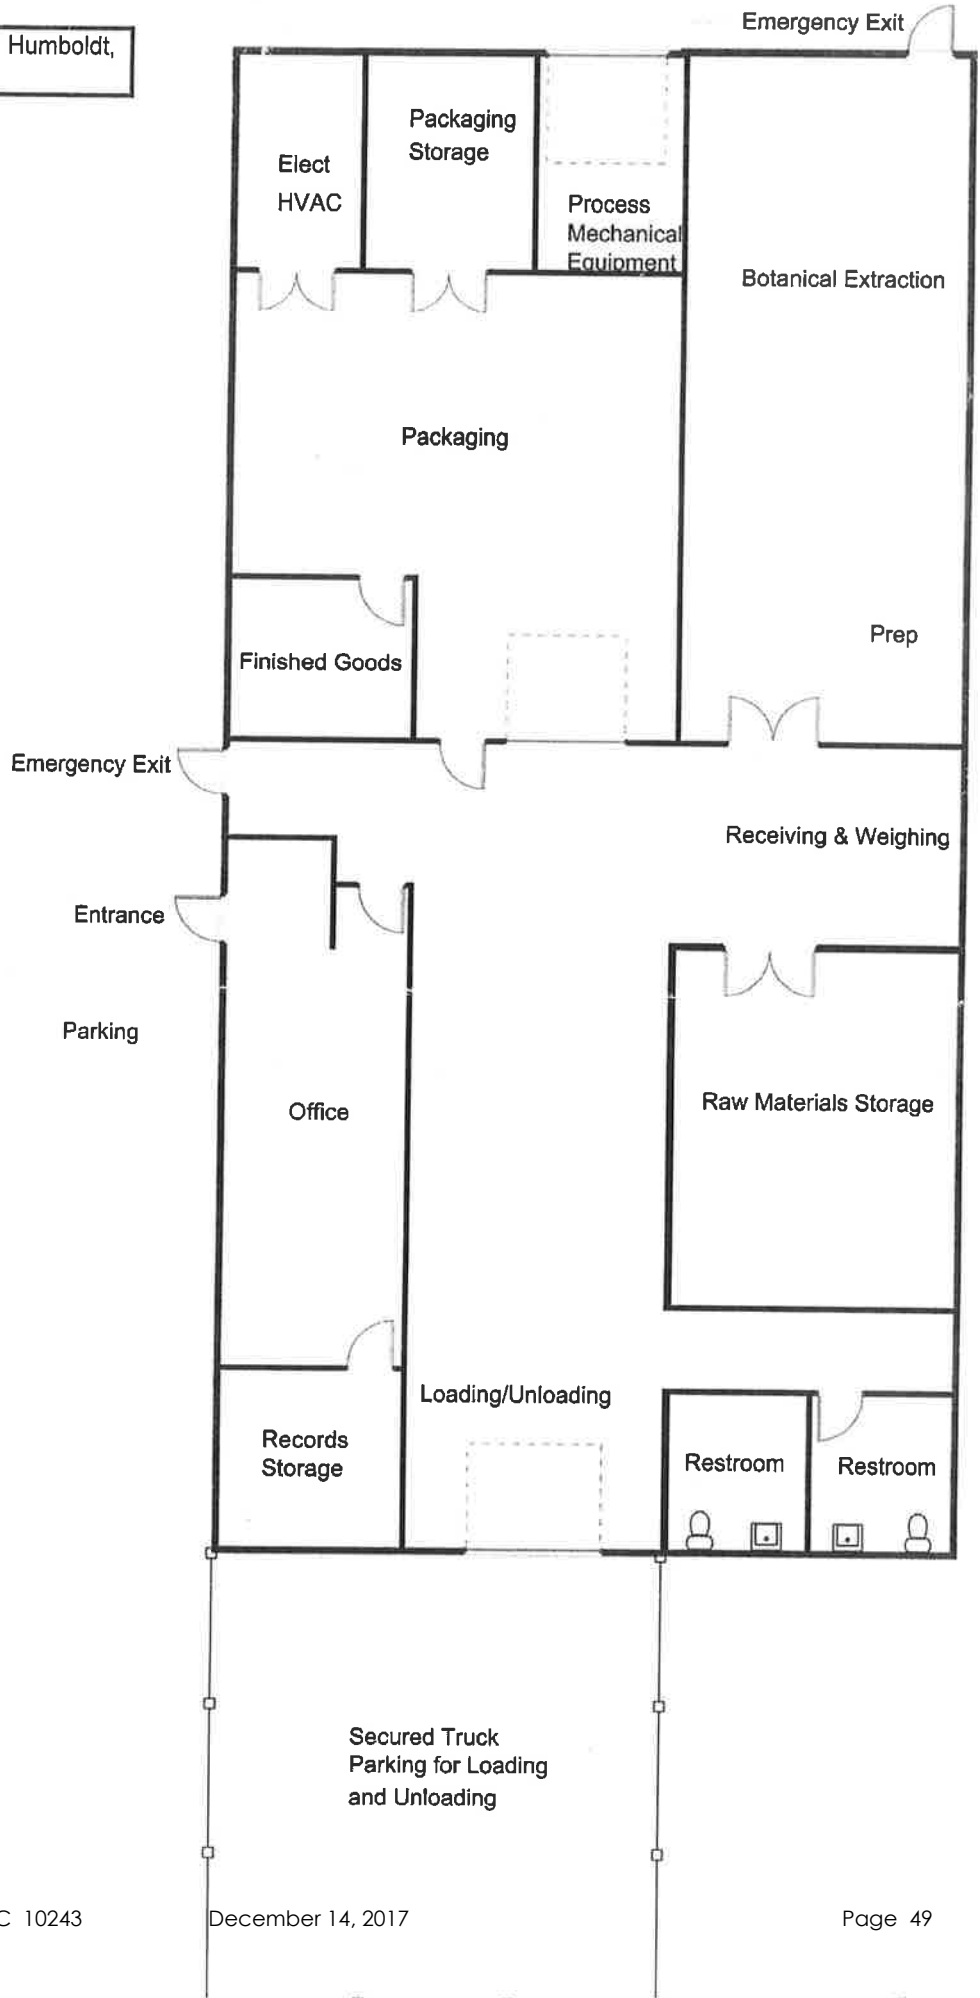 Humboldt,
Emergency Exit
Packaging
Storage
Elect
HVAC
Process
Mechanical
Equipment
Botanical Extraction
Packaging
Prep
Finished Goods
Emergency Exit
Receiving & Weighing
Entrance
Parking
Raw Materials Storage
Office
Loading/Unloading
Records
Storage
Restroom
Restroom
Secured Truck
Parking for Loading
and Unloading
C 10243 December 14, 2017 Page 49